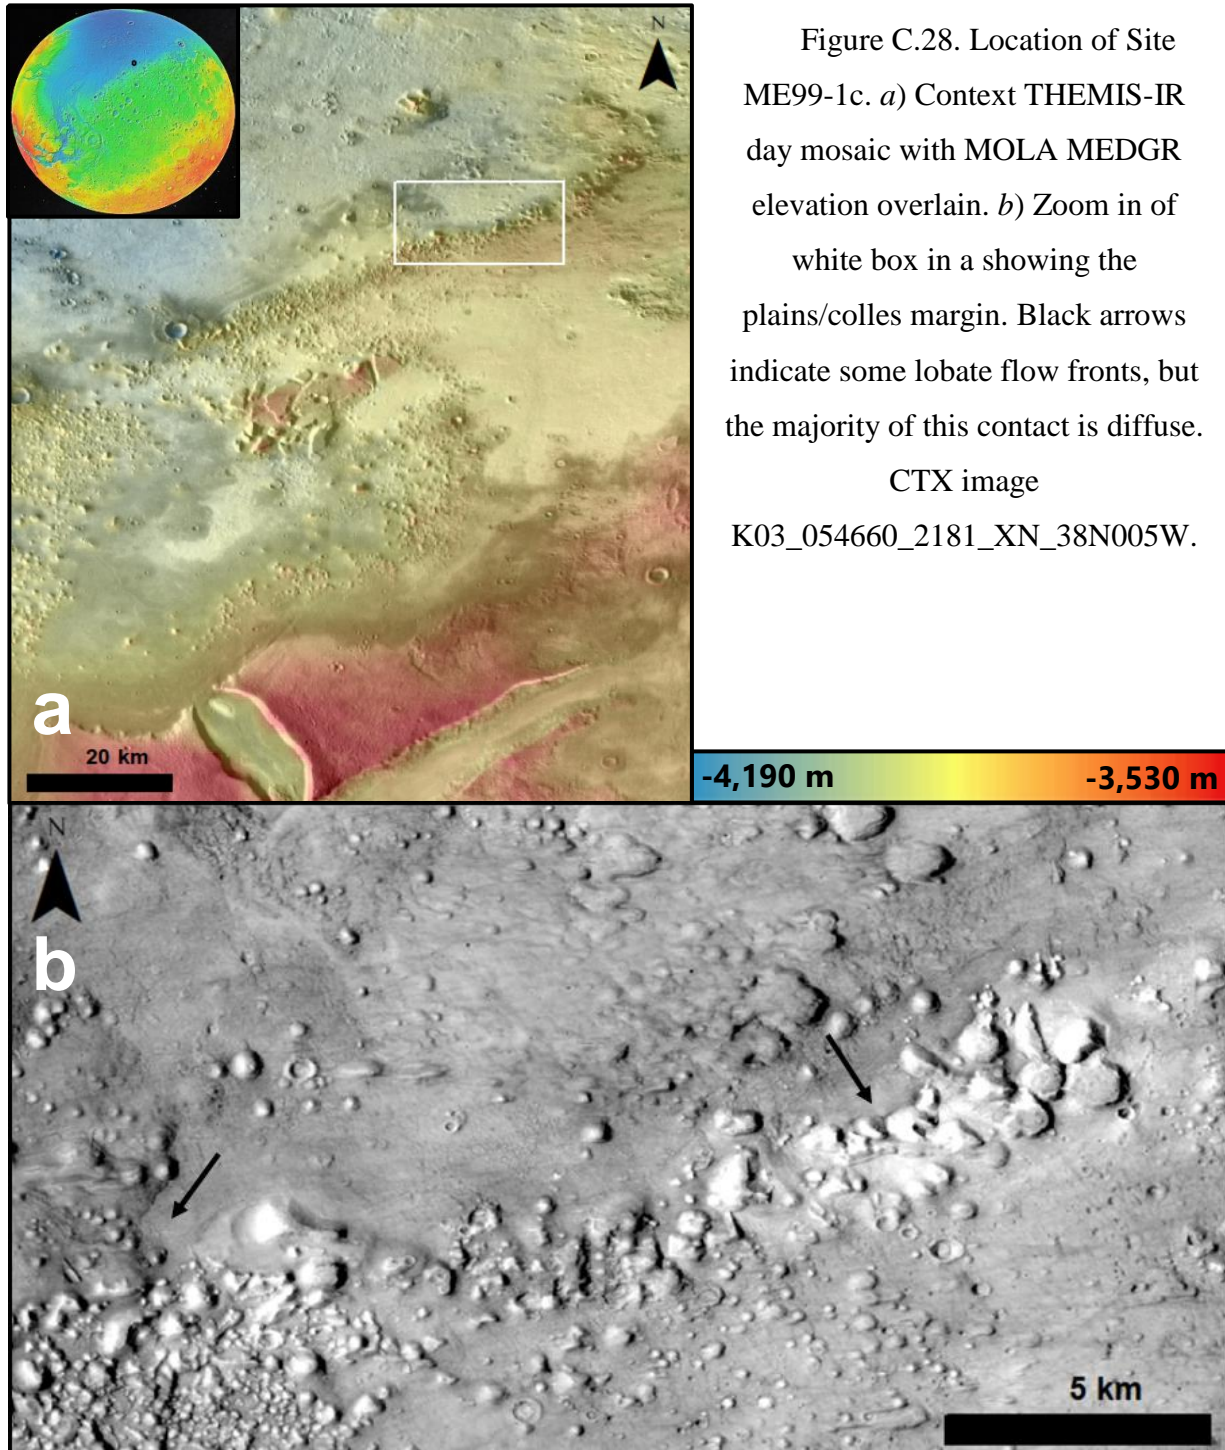 N
Figure C.28. Location of Site
ME99-1c. a) Context THEMIS-IR
day mosaic with MOLA MEDGR
elevation overlain. b) Zoom in of
white box in a showing the
plains/colles margin. Black arrows
indicate some lobate flow fronts, but
the majority of this contact is diffuse.
CTX image
K03_054660_2181_XN_38N005W.
a
20 km
-4,190 m -3,530 m
N
b
5 km